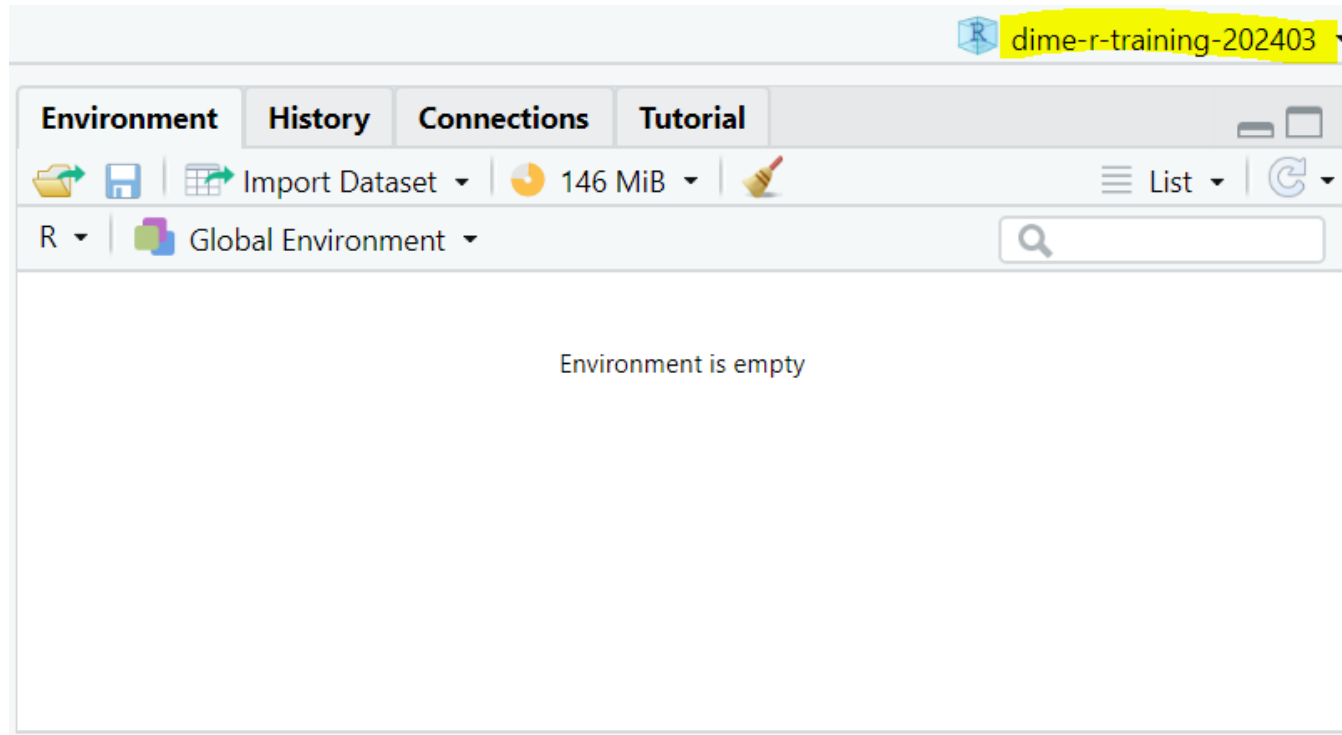 dime-r-training-202403
Environment History Connections Tutorial
Import Dataset 146 MiB List
R Global Environment
Environment is empty